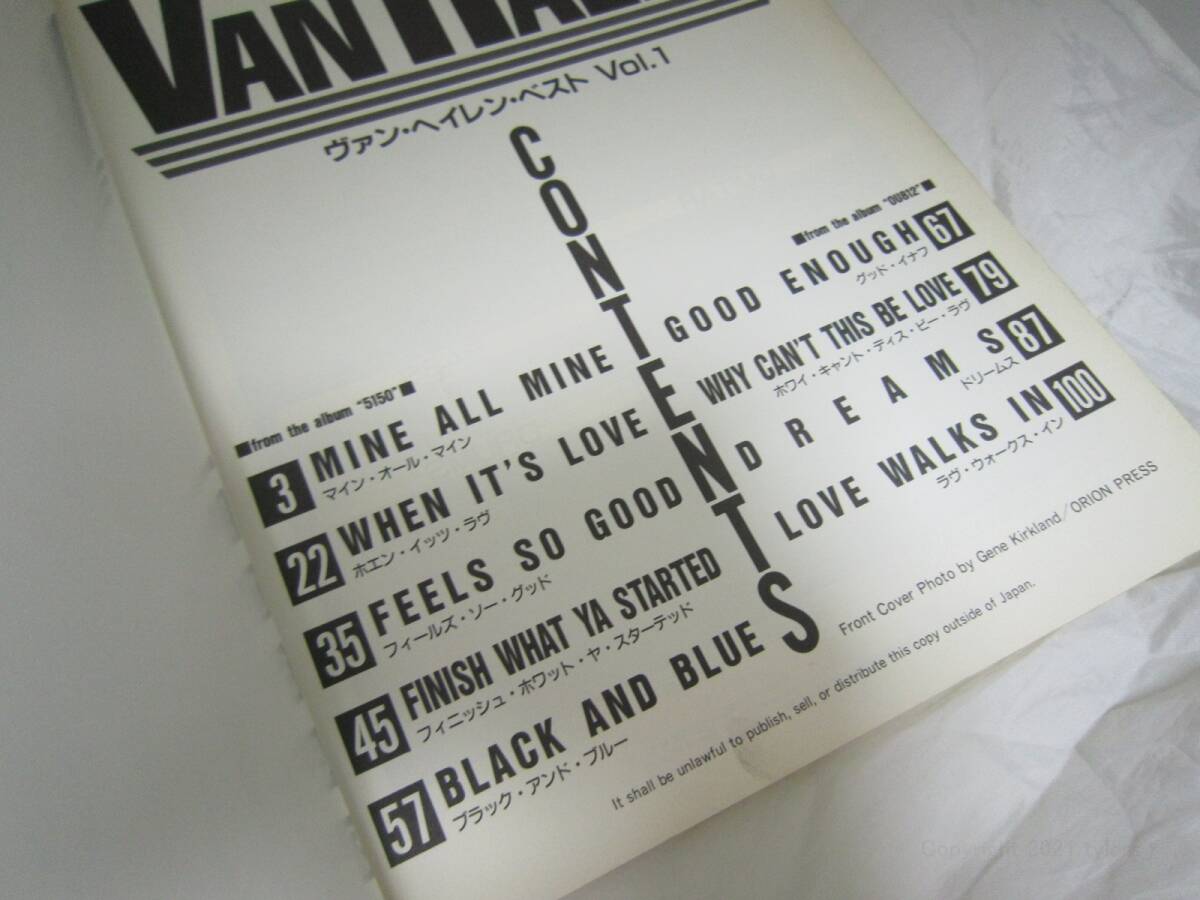 VAN HALEN
ヴァン・ヘイレン・ベスト Vol.1
CONTENTS
■from the album "5150"■
3 MINE ALL MINE
マイン・オール・マイン
22 WHEN IT'S LOVE
ホエン・イッツ・ラヴ
35 FEELS SO GOOD
フィールズ・ソー・グッド
45 FINISH WHAT YA STARTED
フィニッシュ・ホワット・ヤ・スターテッド
57 BLACK AND BLUE
ブラック・アンド・ブルー
■from the album "OU812"■
GOOD ENOUGH 67
グッド・イナフ
WHY CAN'T THIS BE LOVE 79
ホワイ・キャント・ディス・ビー・ラヴ
DREAMS 87
ドリームス
LOVE WALKS IN 100
ラヴ・ウォークス・イン
Front Cover Photo by Gene Kirkland/ORION PRESS
It shall be unlawful to publish, sell, or distribute this copy outside of Japan.